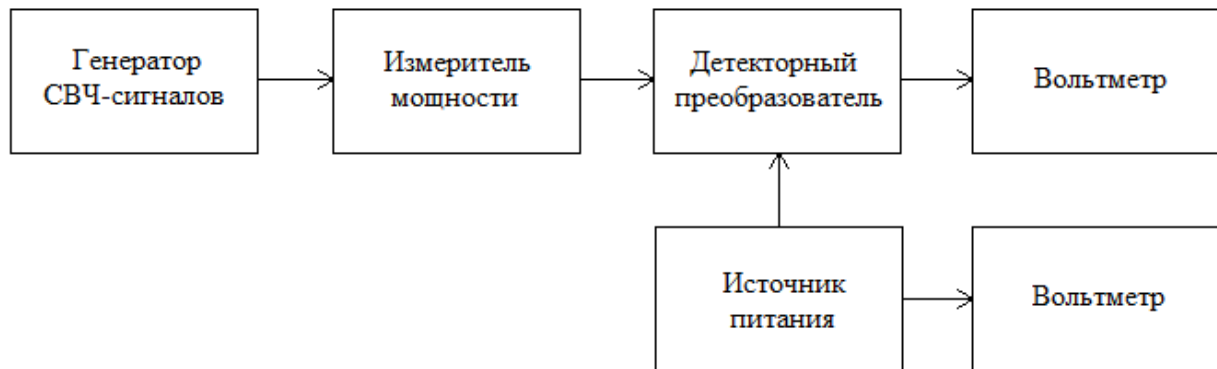 Генератор
СВЧ-сигналов
Измеритель
мощности
Детекторный
преобразователь
Вольтметр
Источник
питания
Вольтметр